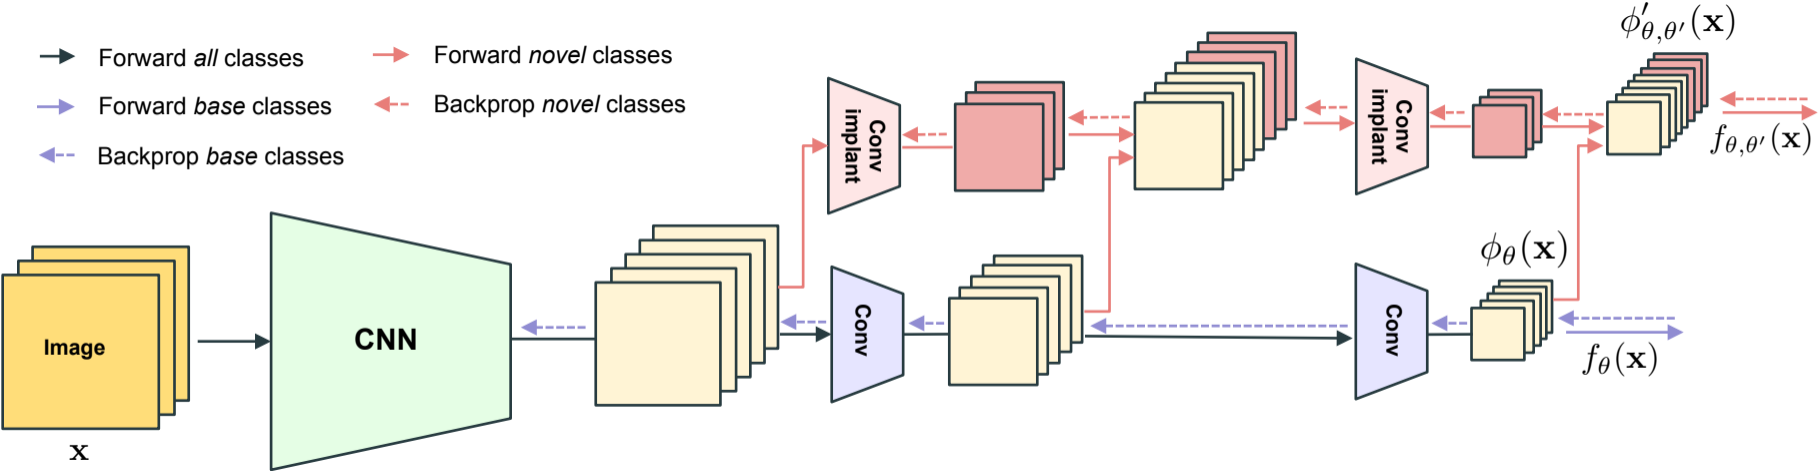 Forward all classes
Forward novel classes
Forward base classes
Backprop novel classes
Backprop base classes
ϕ′θ,θ′(x)
Conv implant
Conv implant
fθ,θ′(x)
ϕθ(x)
Image
CNN
Conv
Conv
fθ(x)
x